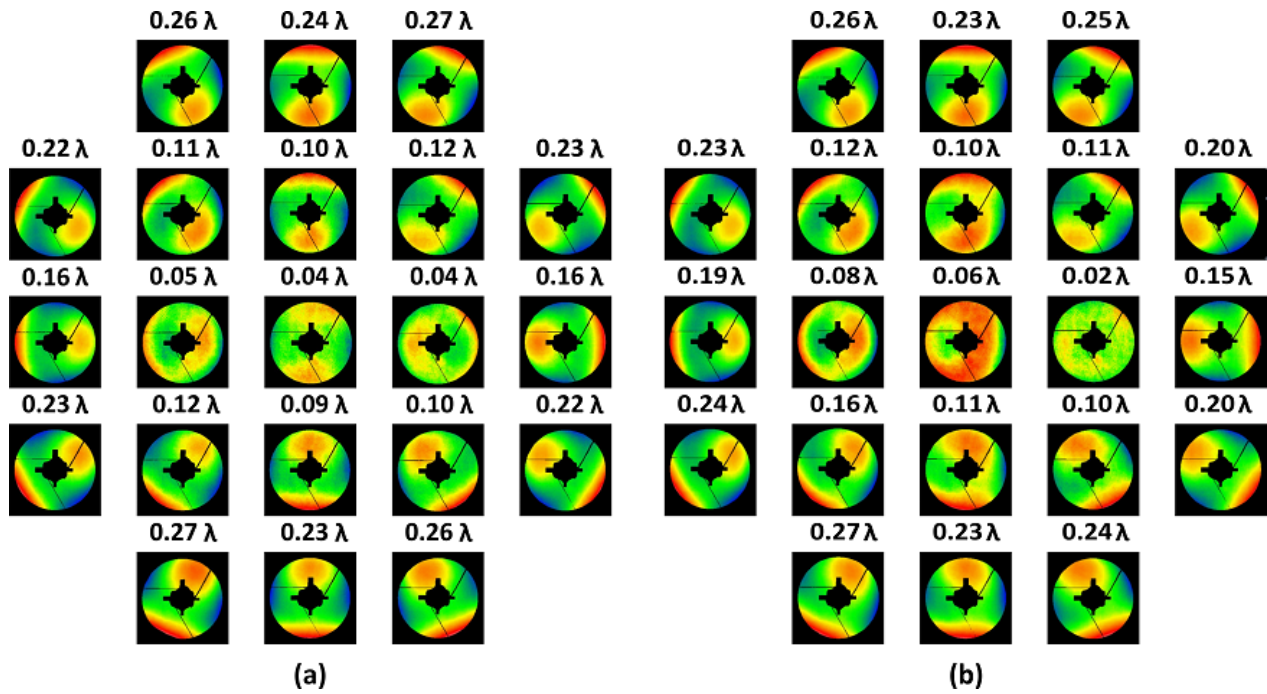 0.26 λ 0.24 λ 0.27 λ 0.26 λ 0.23 λ 0.25 λ
0.22 λ 0.11 λ 0.10 λ 0.12 λ 0.23 λ 0.23 λ 0.12 λ 0.10 λ 0.11 λ 0.20 λ
0.16 λ 0.05 λ 0.04 λ 0.04 λ 0.16 λ 0.19 λ 0.08 λ 0.06 λ 0.02 λ 0.15 λ
0.23 λ 0.12 λ 0.09 λ 0.10 λ 0.22 λ 0.24 λ 0.16 λ 0.11 λ 0.10 λ 0.20 λ
0.27 λ 0.23 λ 0.26 λ 0.27 λ 0.23 λ 0.24 λ
(a) (b)